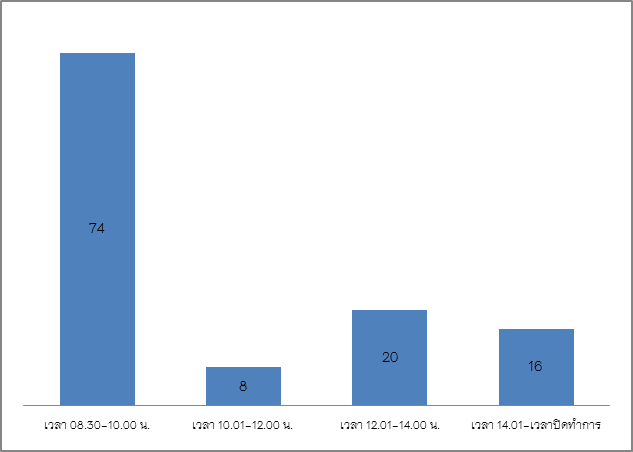 74
8
20
16
เวลา 08.30-10.00 น.
เวลา 10.01-12.00 น.
เวลา 12.01-14.00 น.
เวลา 14.01-เวลาปิดทำการ